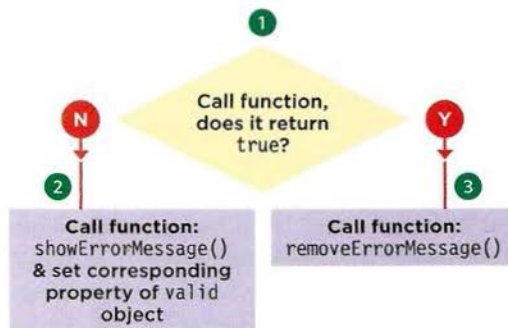 1
Call function,
does it return
true?
N
Y
2
3
Call function:
showErrorMessage()
& set corresponding
property of valid
object
Call function:
removeErrorMessage()